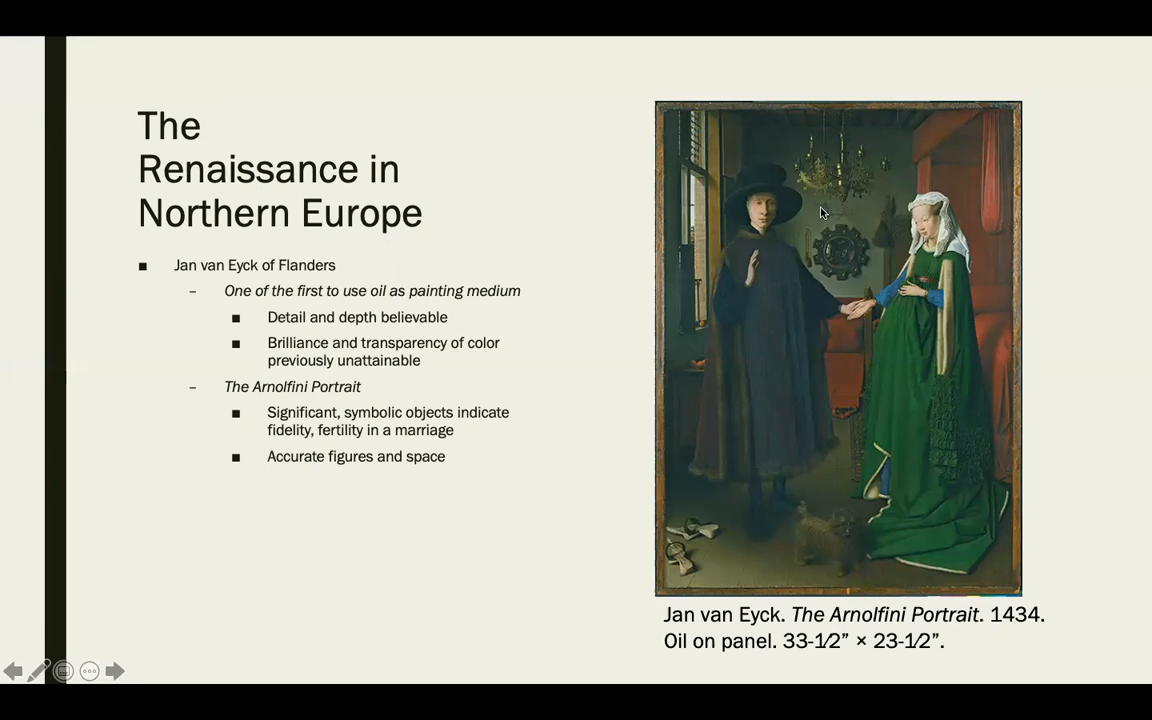 The
Renaissance in
Northern Europe
■ Jan van Eyck of Flanders
– One of the first to use oil as painting medium
■ Detail and depth believable
■ Brilliance and transparency of color
previously unattainable
– The Arnolfini Portrait
■ Significant, symbolic objects indicate
fidelity, fertility in a marriage
■ Accurate figures and space
Jan van Eyck. The Arnolfini Portrait. 1434.
Oil on panel. 33-1⁄2” × 23-1⁄2”.